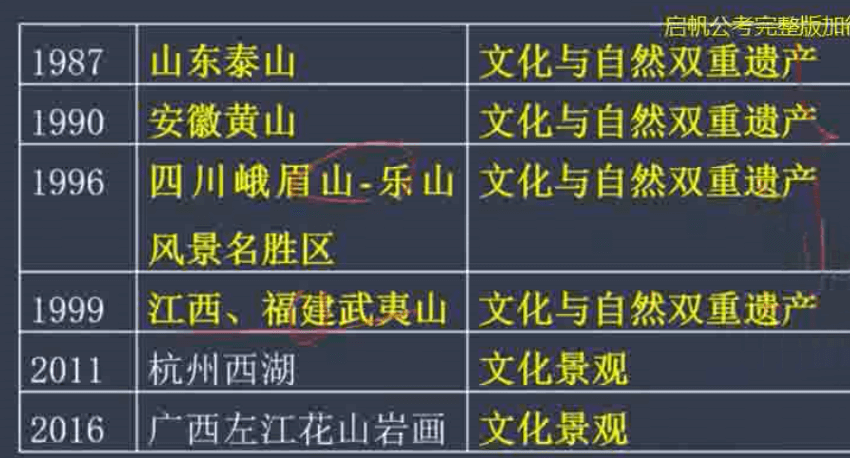 启帆公考完整版加
1987 山东泰山 文化与自然双重遗产
1990 安徽黄山 文化与自然双重遗产
1996 四川峨眉山-乐山 文化与自然双重遗产
风景名胜区
1999 江西、福建武夷山 文化与自然双重遗产
2011 杭州西湖 文化景观
2016 广西左江花山岩画 文化景观